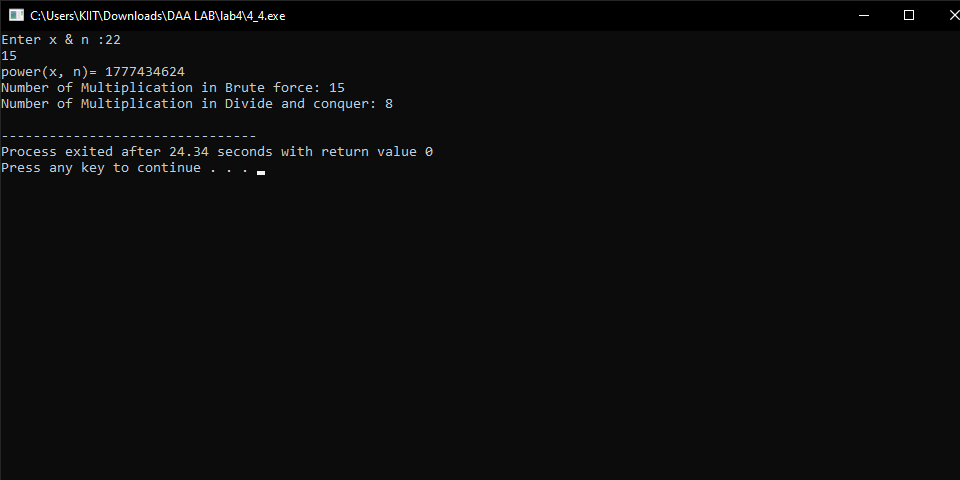 C:\Users\KIIT\Downloads\DAA LAB\lab4\4_4.exe
Enter x & n :22
15
power(x, n)= 1777434624
Number of Multiplication in Brute force: 15
Number of Multiplication in Divide and conquer: 8
--------------------------------
Process exited after 24.34 seconds with return value 0
Press any key to continue . . .